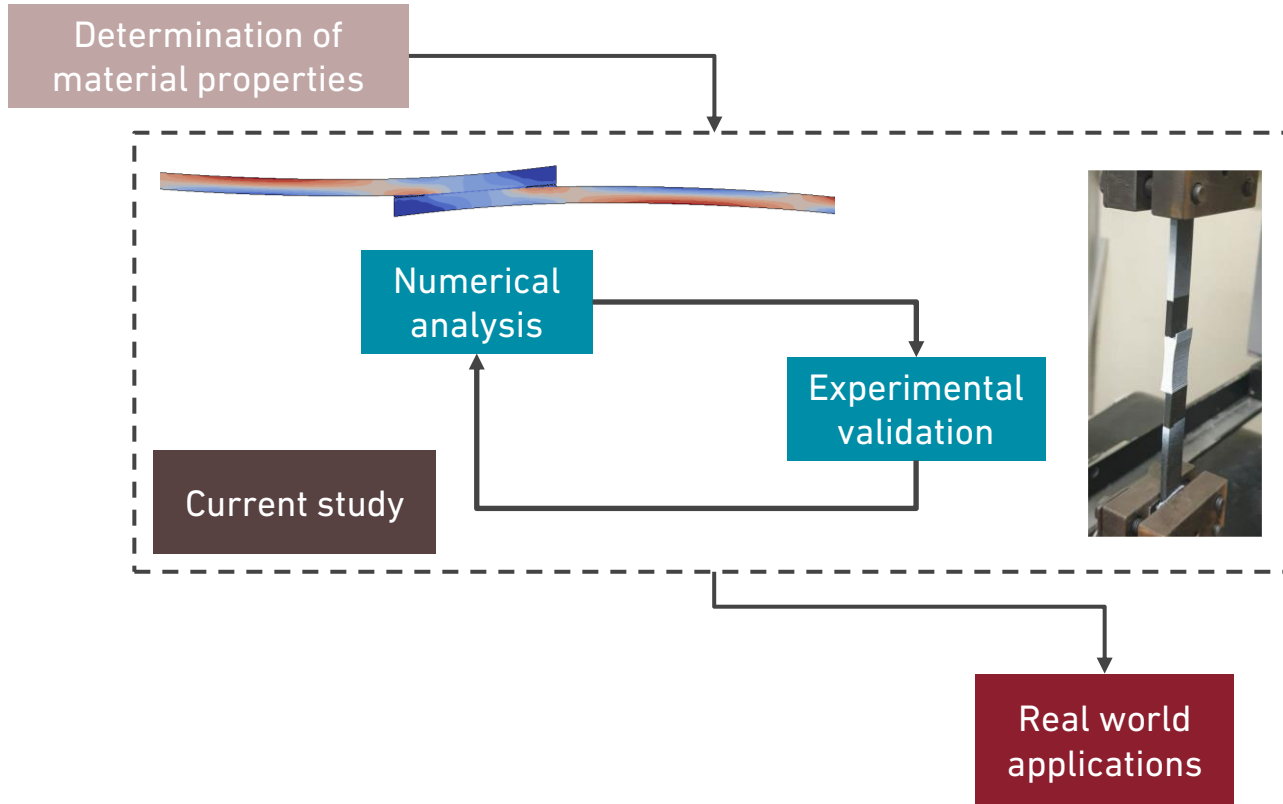 Determination of
material properties
Numerical
analysis
Experimental
validation
Current study
Real world
applications